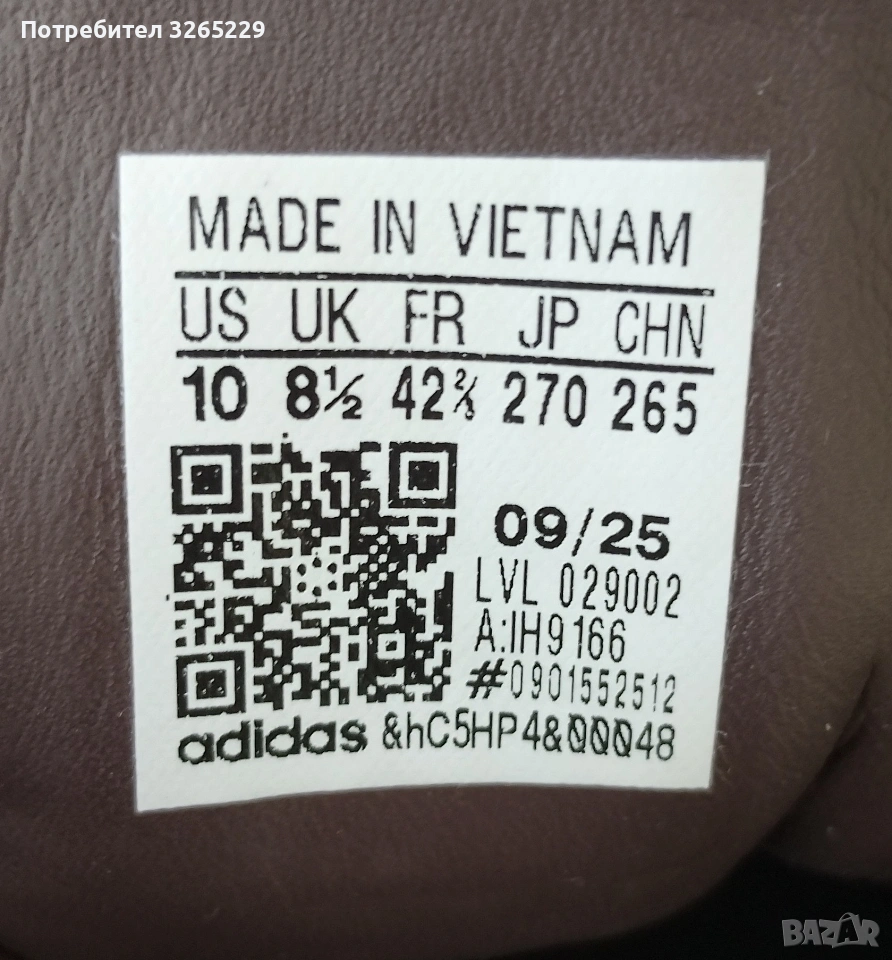 Потребител 3265229
MADE IN VIETNAM
US UK FR JP CHN
10 8½ 42⅔ 270 265
09/25
LVL 029002
A:IH9166
#0901552512
adidas &hC5HP4&00048
BAZAR